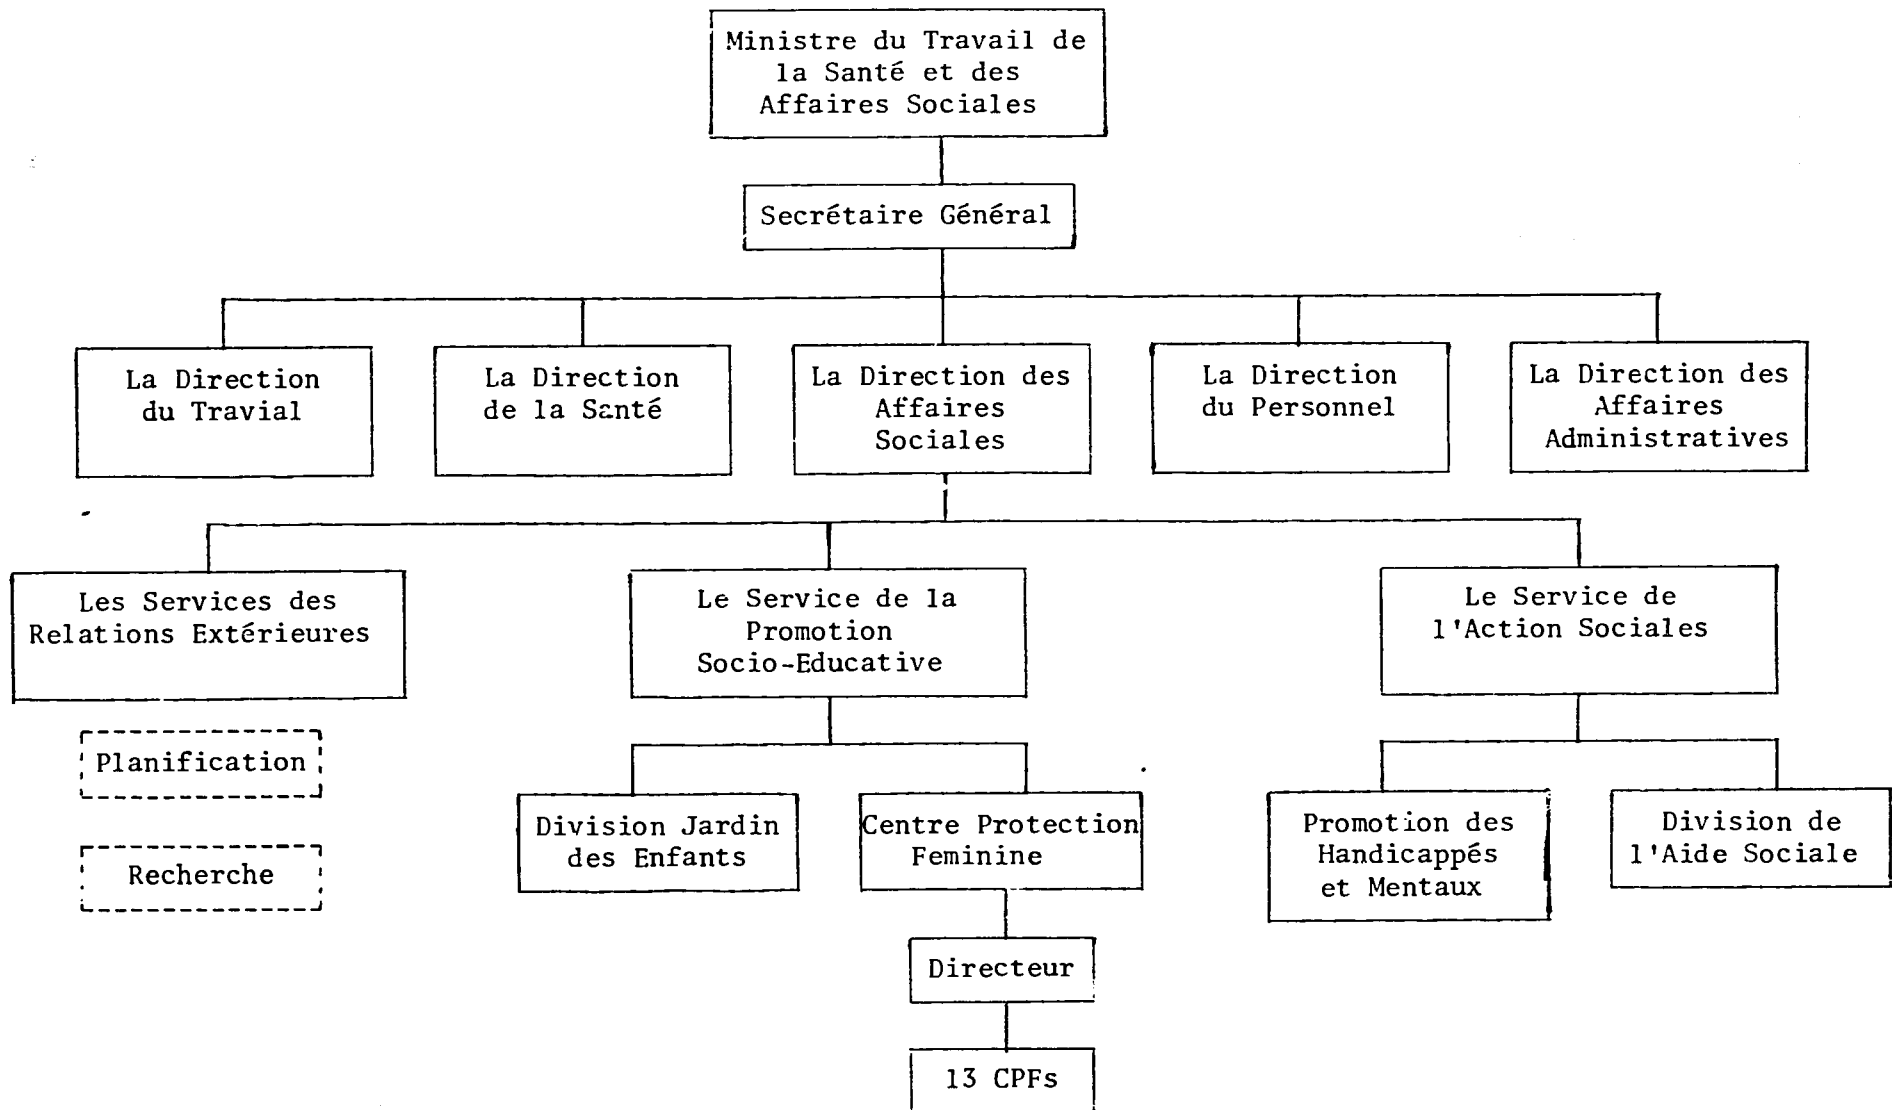 Ministre du Travail de
la Santé et des
Affaires Sociales
Secrétaire Général
La Direction
du Travial
La Direction
de la Santé
La Direction des
Affaires
Sociales
La Direction
du Personnel
La Direction des
Affaires
Administratives
Les Services des
Relations Extérieures
Le Service de la
Promotion
Socio-Educative
Le Service de
l'Action Sociales
Planification
Recherche
Division Jardin
des Enfants
Centre Protection
Feminine
Promotion des
Handicappés
et Mentaux
Division de
l'Aide Sociale
Directeur
13 CPFs